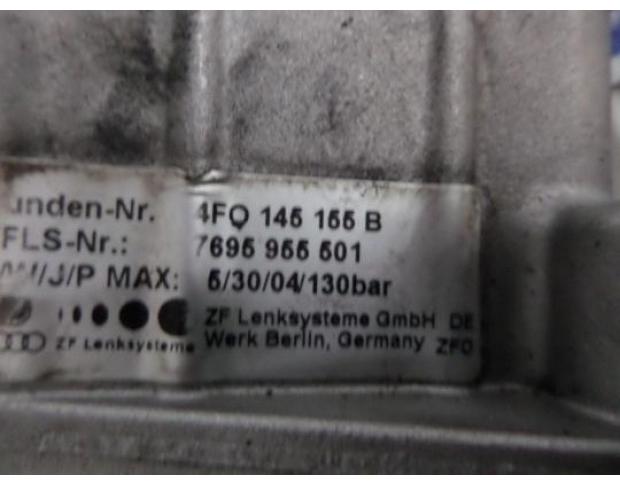 unden-Nr. 4FO 145 155 B
FLS-Nr.: 7695 955 501
W/J/P MAX: 5/30/04/130bar
ZF Lenksysteme GmbH DE
ZF Lenksysteme Werk Berlin, Germany ZFO